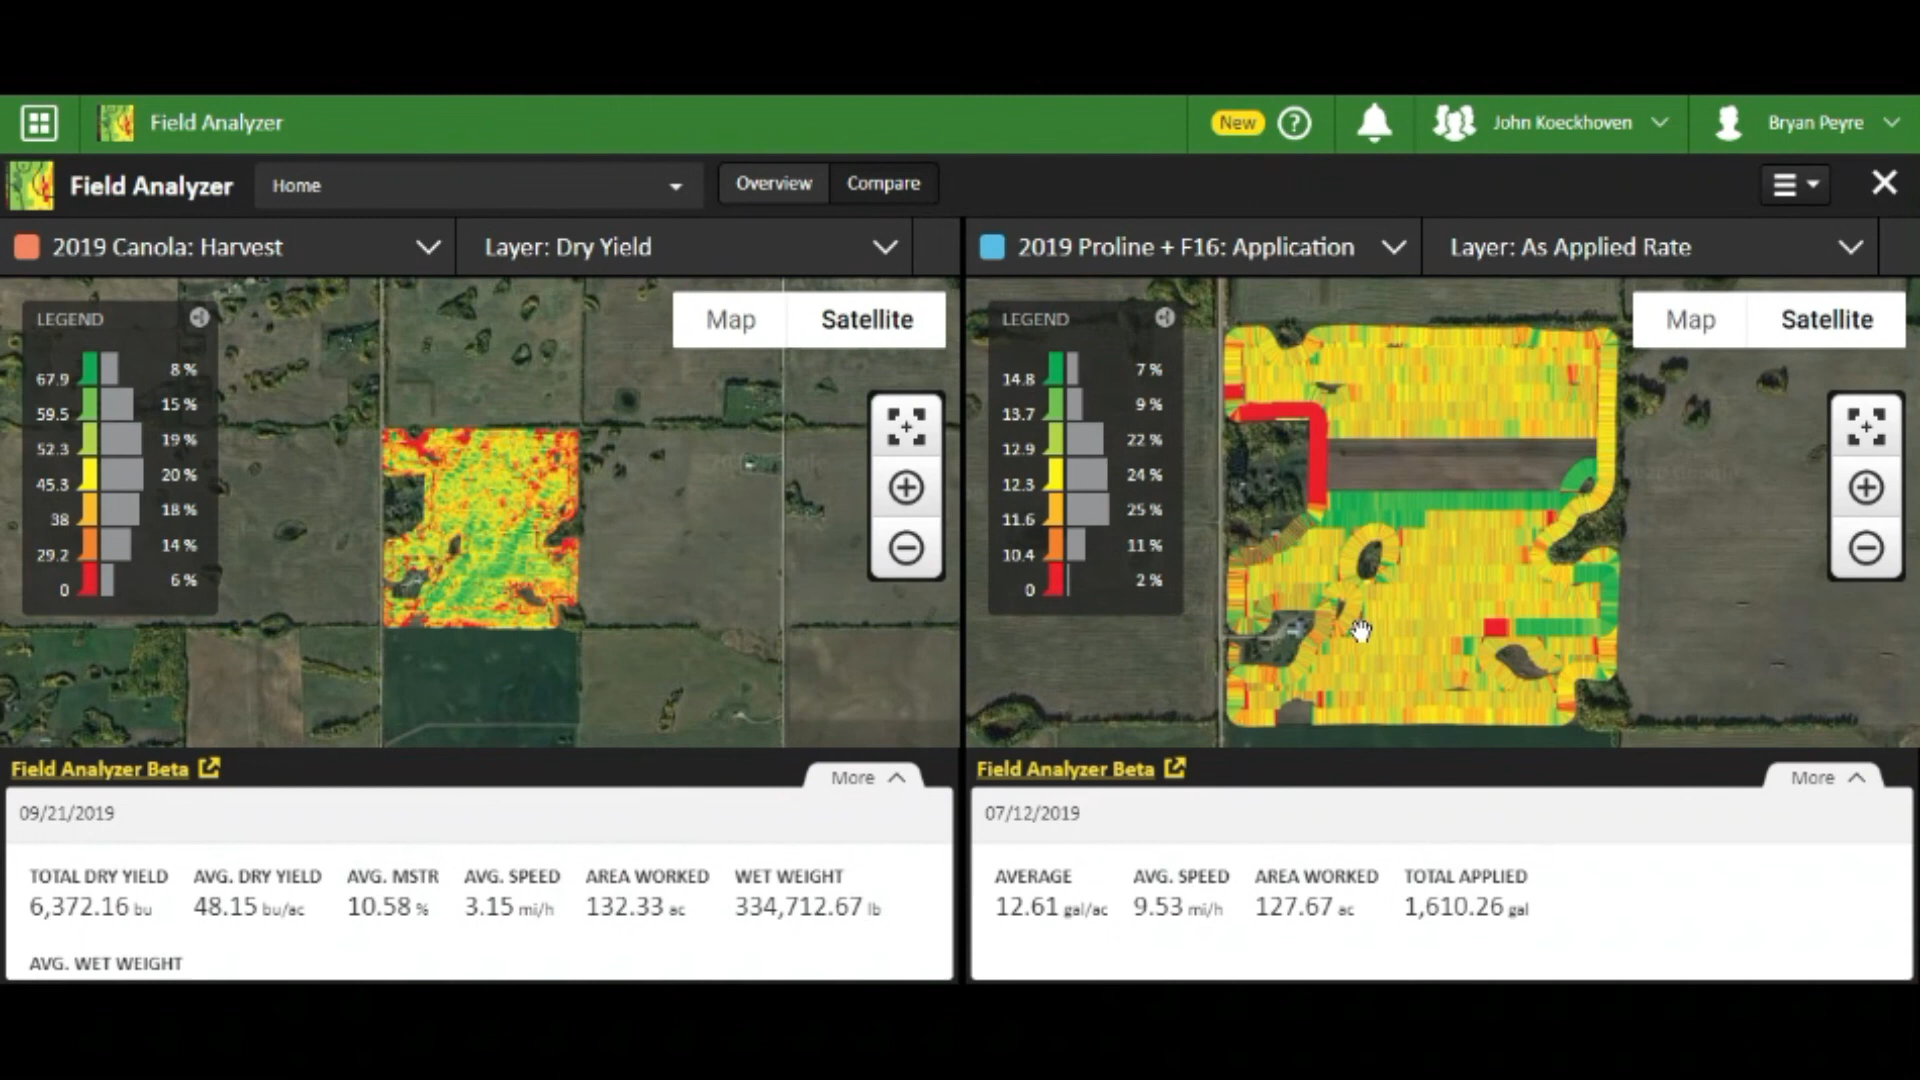 Field Analyzer New ? John Koeckhoven Bryan Peyre
Field Analyzer Home Overview Compare
2019 Canola: Harvest Layer: Dry Yield 2019 Proline + F16: Application Layer: As Applied Rate
LEGEND
67.9 8 %
59.5 15 %
52.3 19 %
45.3 20 %
38 18 %
29.2 14 %
0 6 %
Map Satellite
LEGEND
14.8 7 %
13.7 9 %
12.9 22 %
12.3 24 %
11.6 25 %
10.4 11 %
0 2 %
Map Satellite
Field Analyzer Beta More
09/21/2019
TOTAL DRY YIELD AVG. DRY YIELD AVG. MSTR AVG. SPEED AREA WORKED WET WEIGHT
6,372.16 bu 48.15 bu/ac 10.58 % 3.15 mi/h 132.33 ac 334,712.67 lb
AVG. WET WEIGHT
Field Analyzer Beta More
07/12/2019
AVERAGE AVG. SPEED AREA WORKED TOTAL APPLIED
12.61 gal/ac 9.53 mi/h 127.67 ac 1,610.26 gal